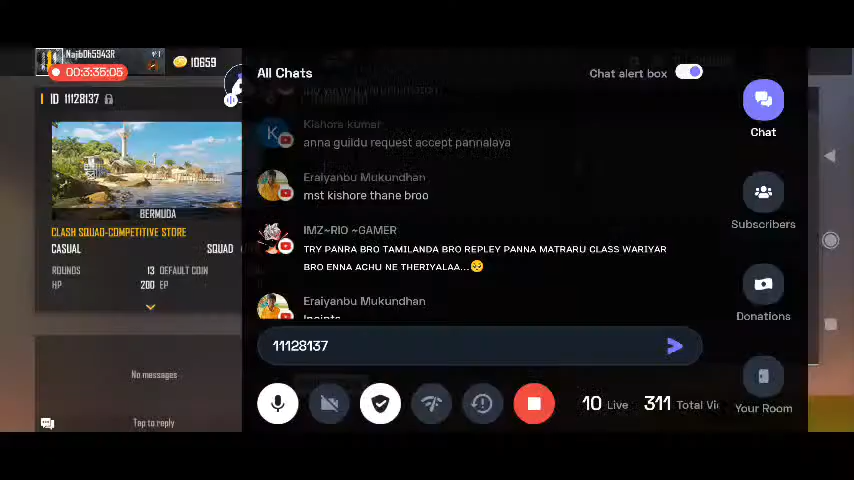 Najib0h5943R
00:3:35:05
10659
ID 11128137
BERMUDA
CLASH SQUAD-COMPETITIVE STORE
CASUAL SQUAD
ROUNDS 13 DEFAULT COIN
HP 200 EP
No messages
Tap to reply
All Chats
Chat alert box
Kishore kumar
anna guiidu request accept pannalaya
Eraiyanbu Mukundhan
mst kishore thane broo
IMZ~RIO ~GAMER
TRY PANRA BRO TAMILANDA BRO REPLEY PANNA MATRARU CLASS WARIYAR
BRO ENNA ACHU NE THERIYALAA...🥺
Eraiyanbu Mukundhan
11128137
10 Live 311 Total Vi
Chat
Subscribers
Donations
Your Room